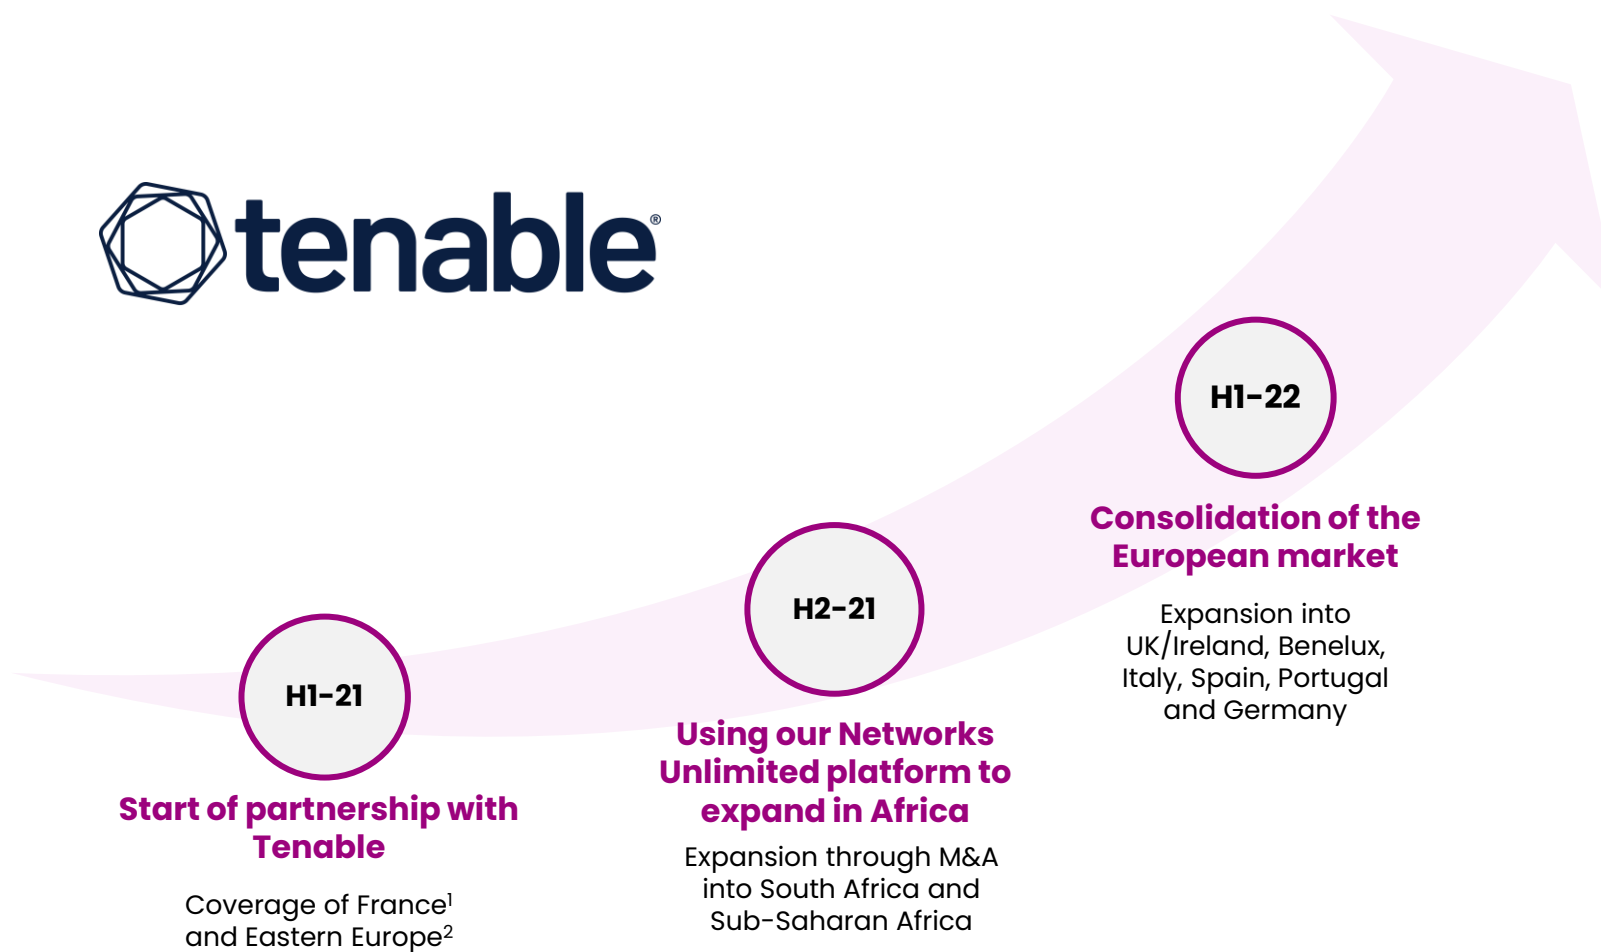 tenable®
H1-21
Start of partnership with
Tenable
Coverage of France¹
and Eastern Europe²
H2-21
Using our Networks
Unlimited platform to
expand in Africa
Expansion through M&A
into South Africa and
Sub-Saharan Africa
H1-22
Consolidation of the
European market
Expansion into
UK/Ireland, Benelux,
Italy, Spain, Portugal
and Germany